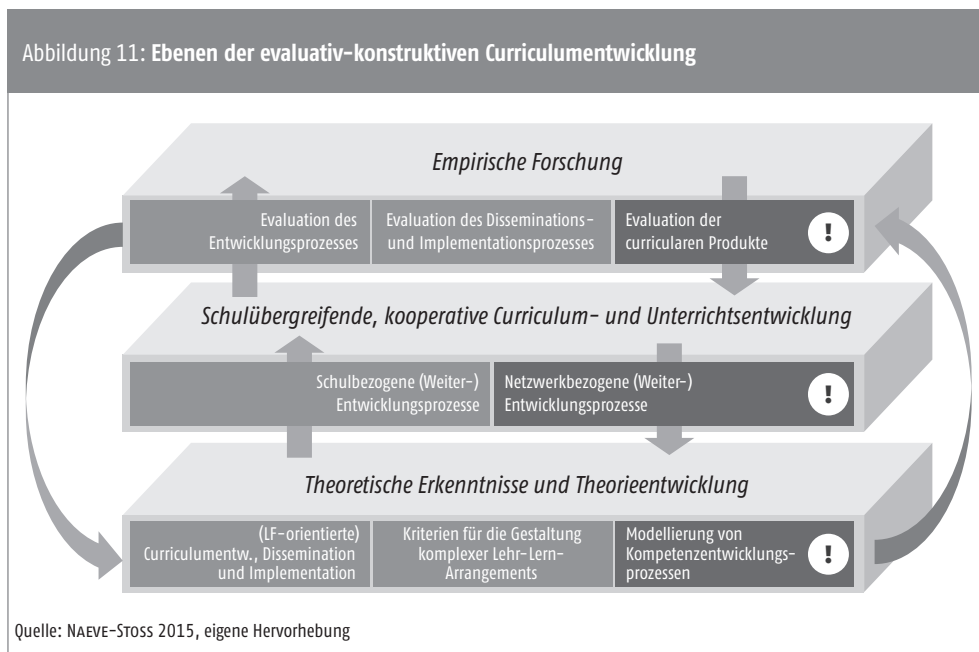 Abbildung 11: Ebenen der evaluativ-konstruktiven Curriculumentwicklung
Empirische Forschung
Evaluation des
Entwicklungsprozesses
Evaluation des Disseminations-
und Implementationsprozesses
Evaluation der
curricularen Produkte
!
Schulübergreifende, kooperative Curriculum- und Unterrichtsentwicklung
Schulbezogene (Weiter-)
Entwicklungsprozesse
Netzwerkbezogene (Weiter-)
Entwicklungsprozesse
!
Theoretische Erkenntnisse und Theorieentwicklung
(LF-orientierte)
Curriculumentw., Dissemination
und Implementation
Kriterien für die Gestaltung
komplexer Lehr-Lern-
Arrangements
Modellierung von
Kompetenzentwicklungs-
prozessen
!
Quelle: NAEVE-STOSS 2015, eigene Hervorhebung